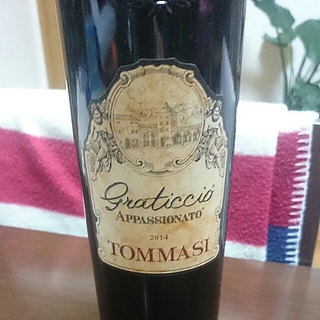 Graticcio
APPASSIONATO
2014
TOMMASI